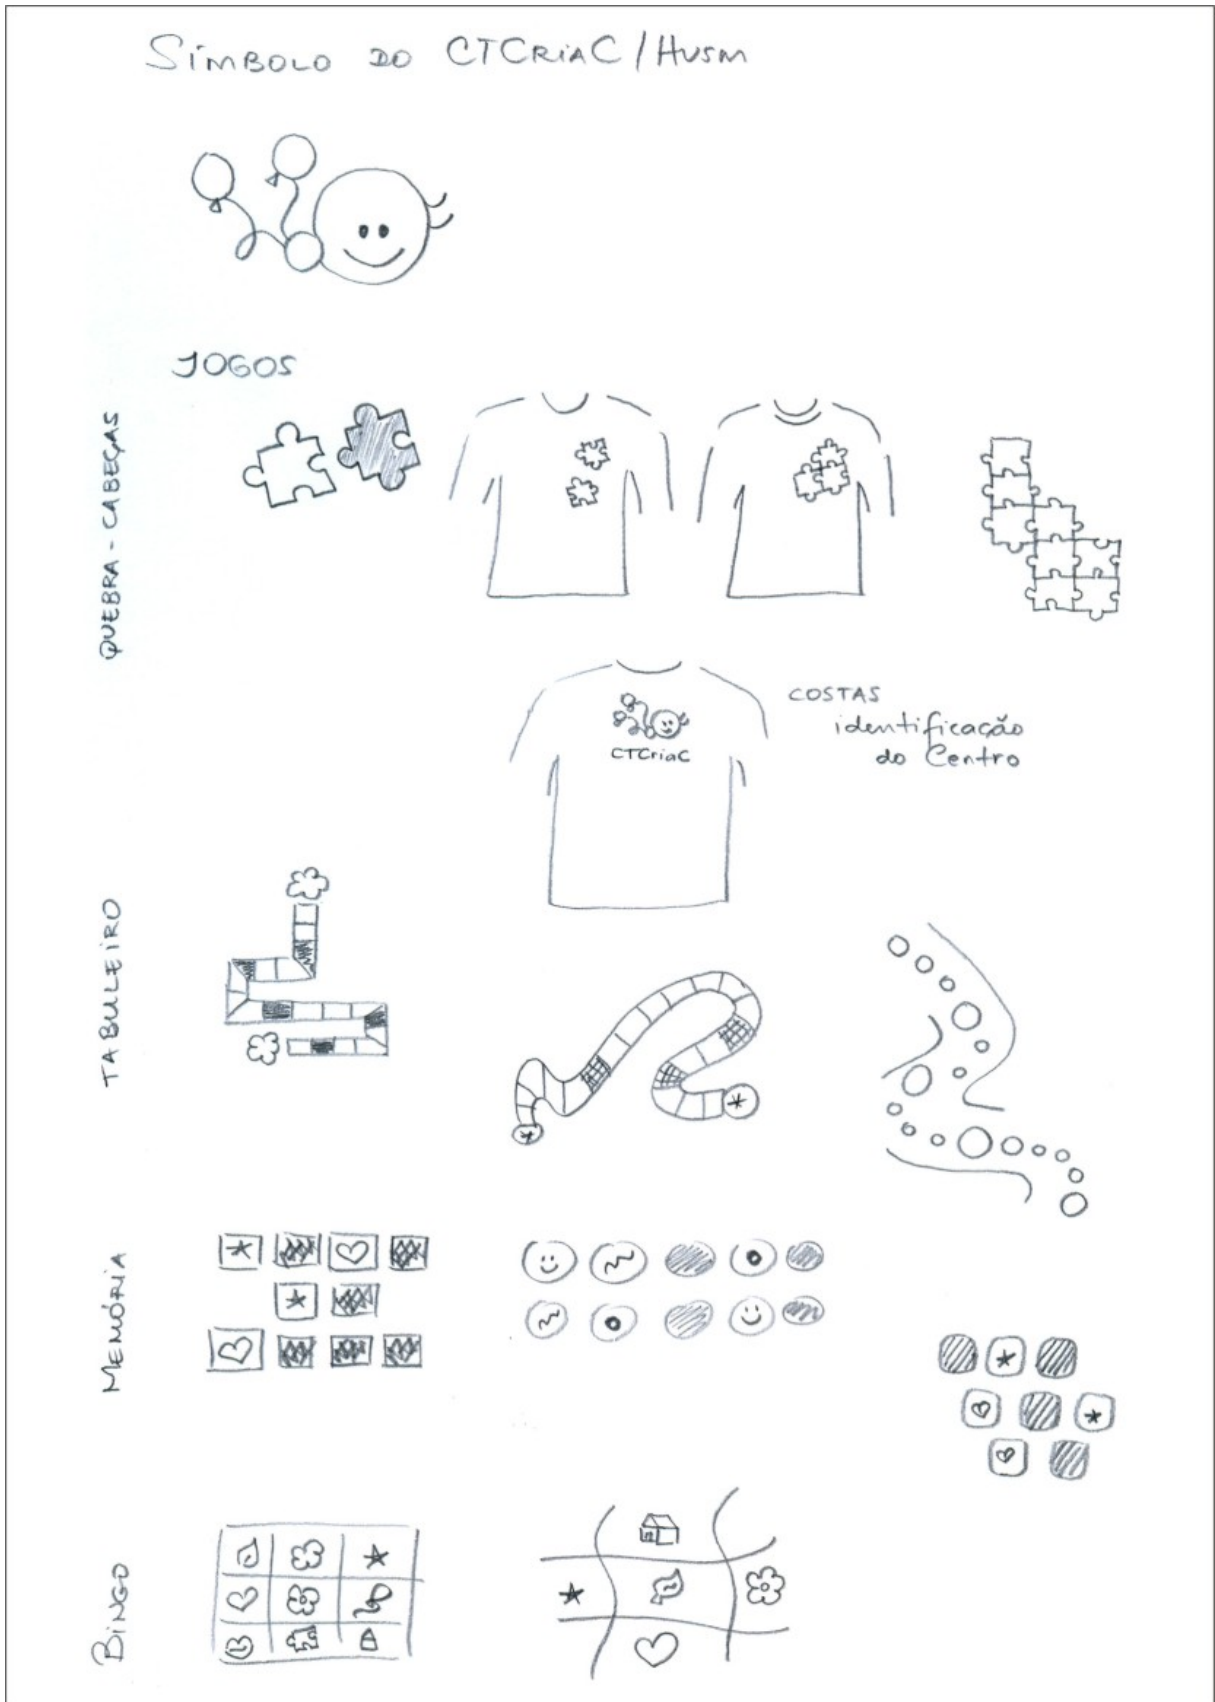 SÍMBOLO DO CTCRIAC/HUSM
JOGOS
QUEBRA-CABEÇAS
CTCriaC
COSTAS
identificação
do Centro
TABULEIRO
MEMÓRIA
BINGO